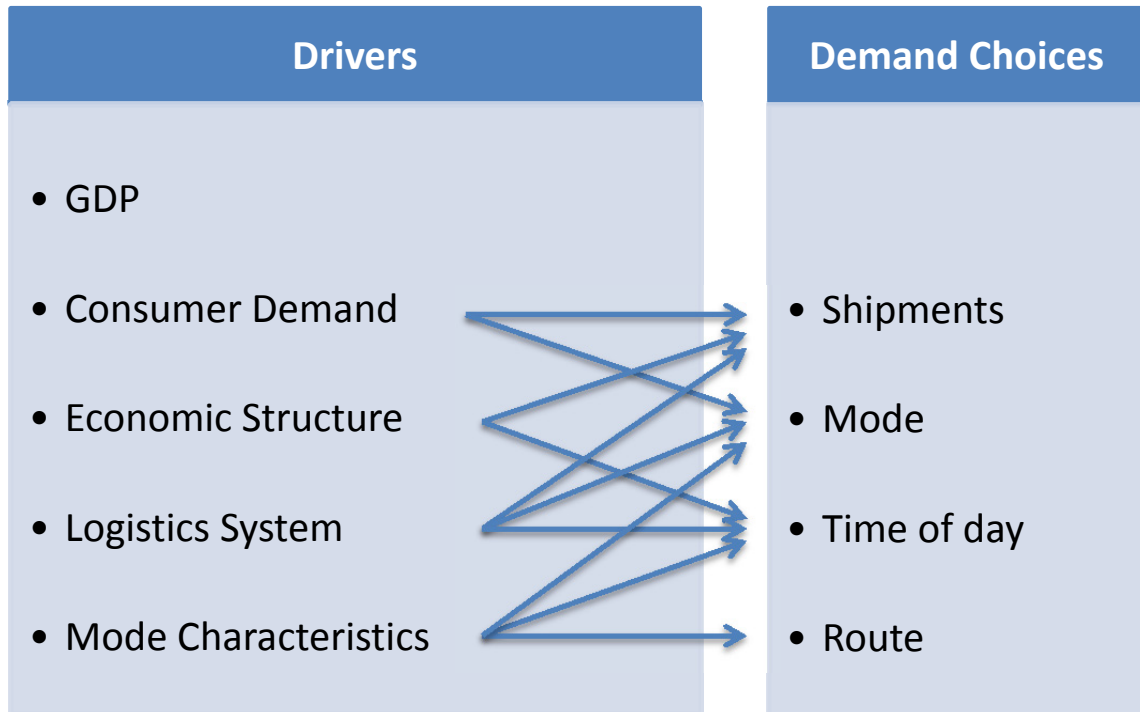 Drivers
• GDP
• Consumer Demand
• Economic Structure
• Logistics System
• Mode Characteristics
Demand Choices
• Shipments
• Mode
• Time of day
• Route